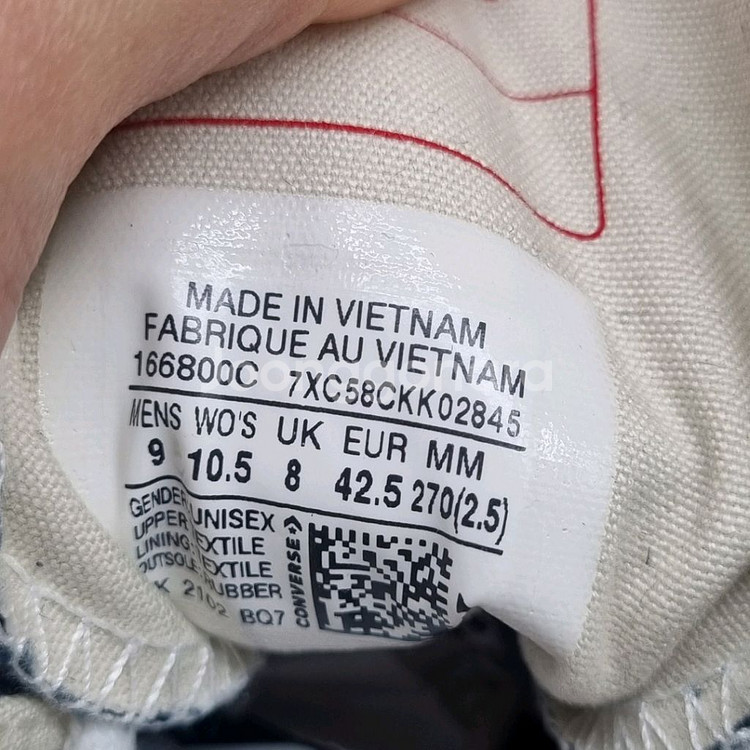 MADE IN VIETNAM
FABRIQUE AU VIETNAM
166800C 7XC58CKK02845
MENS WO'S UK EUR MM
9 10.5 8 42.5 270(2.5)
GENDER UNISEX
UPPER TEXTILE
LINING: TEXTILE
OUTSOLE RUBBER
K 2102 BQ7
CONVERSE